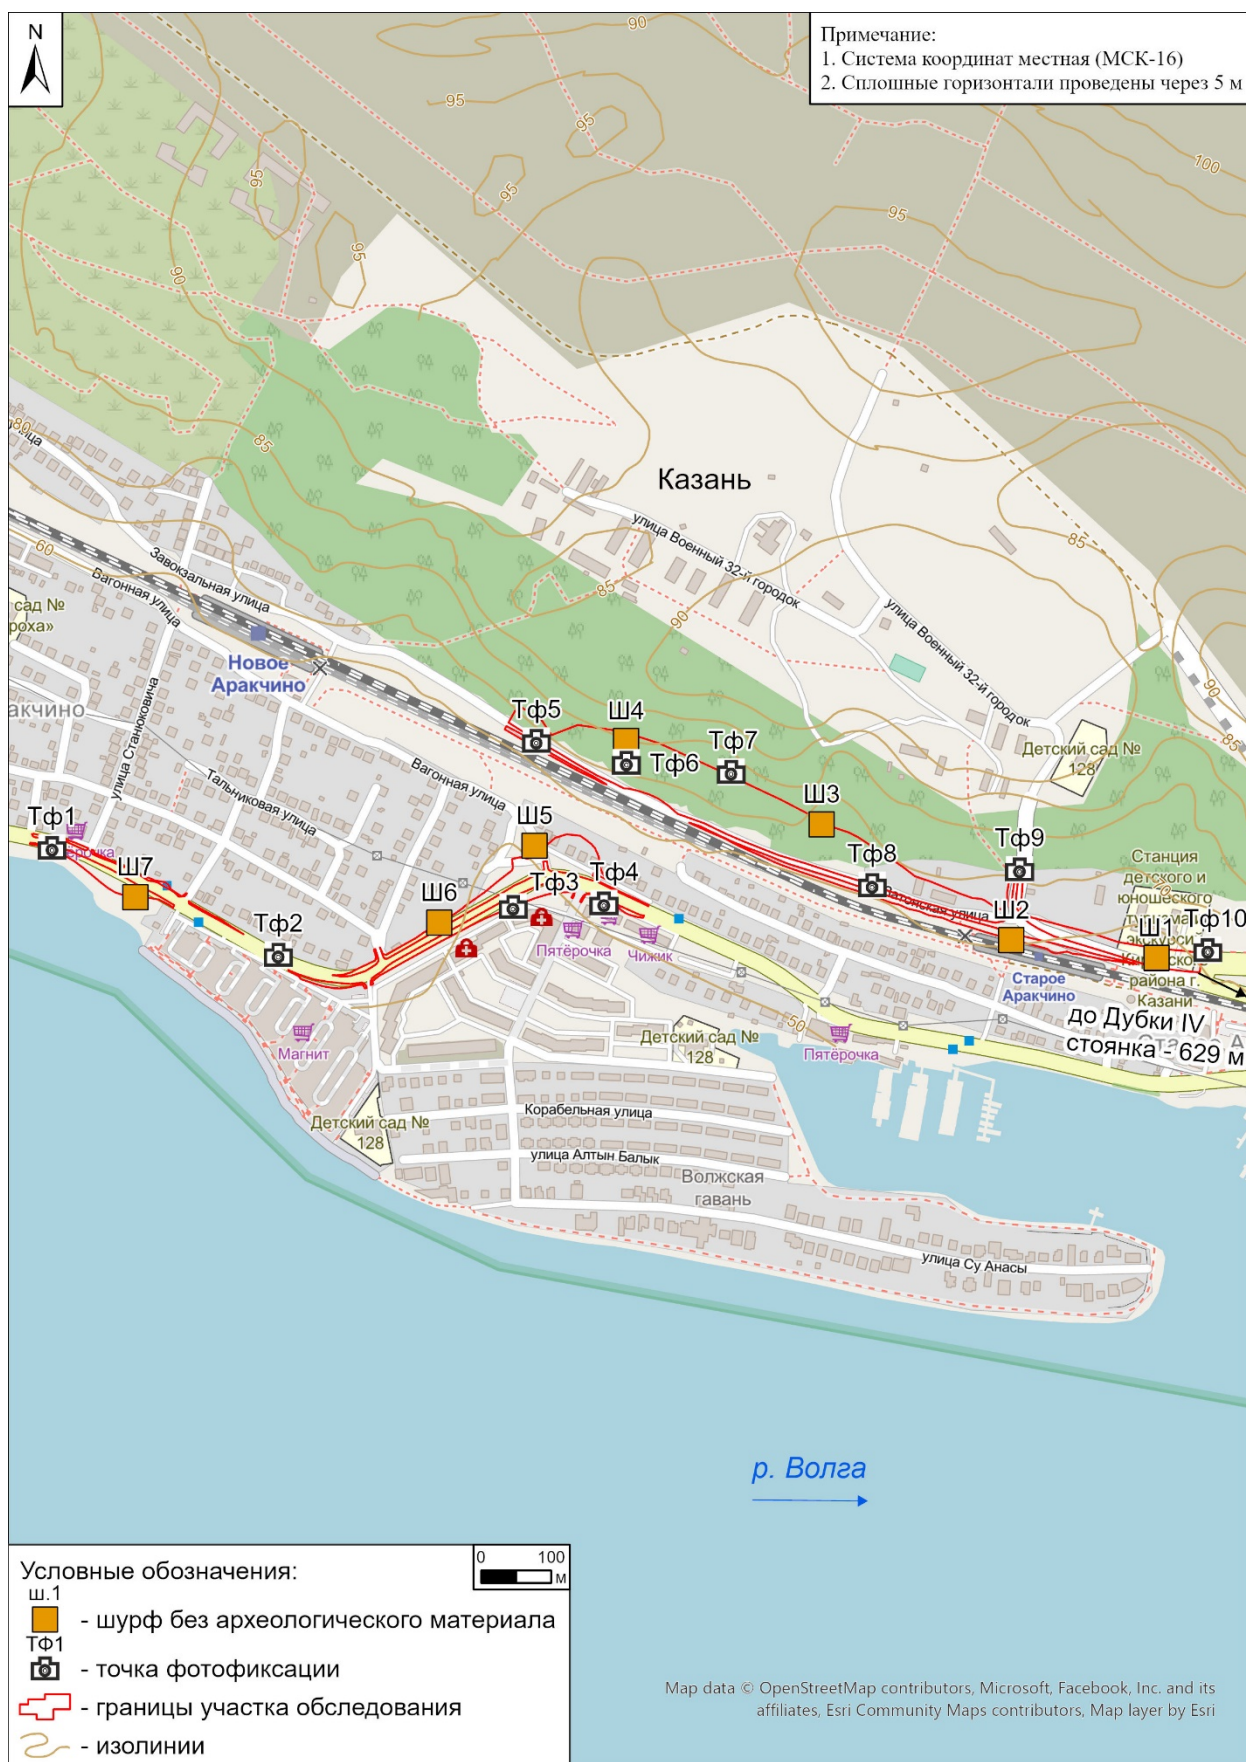 N
Примечание:
1. Система координат местная (МСК-16)
2. Сплошные горизонтали проведены через 5 м
90
95
95
100
95
95
95
95
90
85
80
Казань
улица Военный 32-й городок
85
60
Завокзальная улица
Вагонная улица
85
90
улица Военный 32-й городок
90
85
сад №
роха»
Новое
Аракчино
акчино
улица Станюковича
Тф5
Ш4
Тф7
Тф6
Детский сад №
128
Вагонная улица
Тальниковая улица
Тф1
Ш7
Ш5
Ш3
Тф9
Тф8
Станция
детского и
юношеского
Ш6
Тф3
Тф4
Тф2
Ш2
Ш1
Тф10
Пятёрочка
Чижик
района г.
Казани
Старое
Аракчино
до Дубки IV
стоянка - 629 м
50
Магнит
Детский сад №
128
Пятёрочка
Детский сад №
128
Корабельная улица
улица Алтын Балык
Волжская
гавань
улица Су Анасы
р. Волга
Условные обозначения:
0 100
м
ш.1
- шурф без археологического материала
ТФ1
- точка фотофиксации
- границы участка обследования
- изолинии
Map data © OpenStreetMap contributors, Microsoft, Facebook, Inc. and its
affiliates, Esri Community Maps contributors, Map layer by Esri